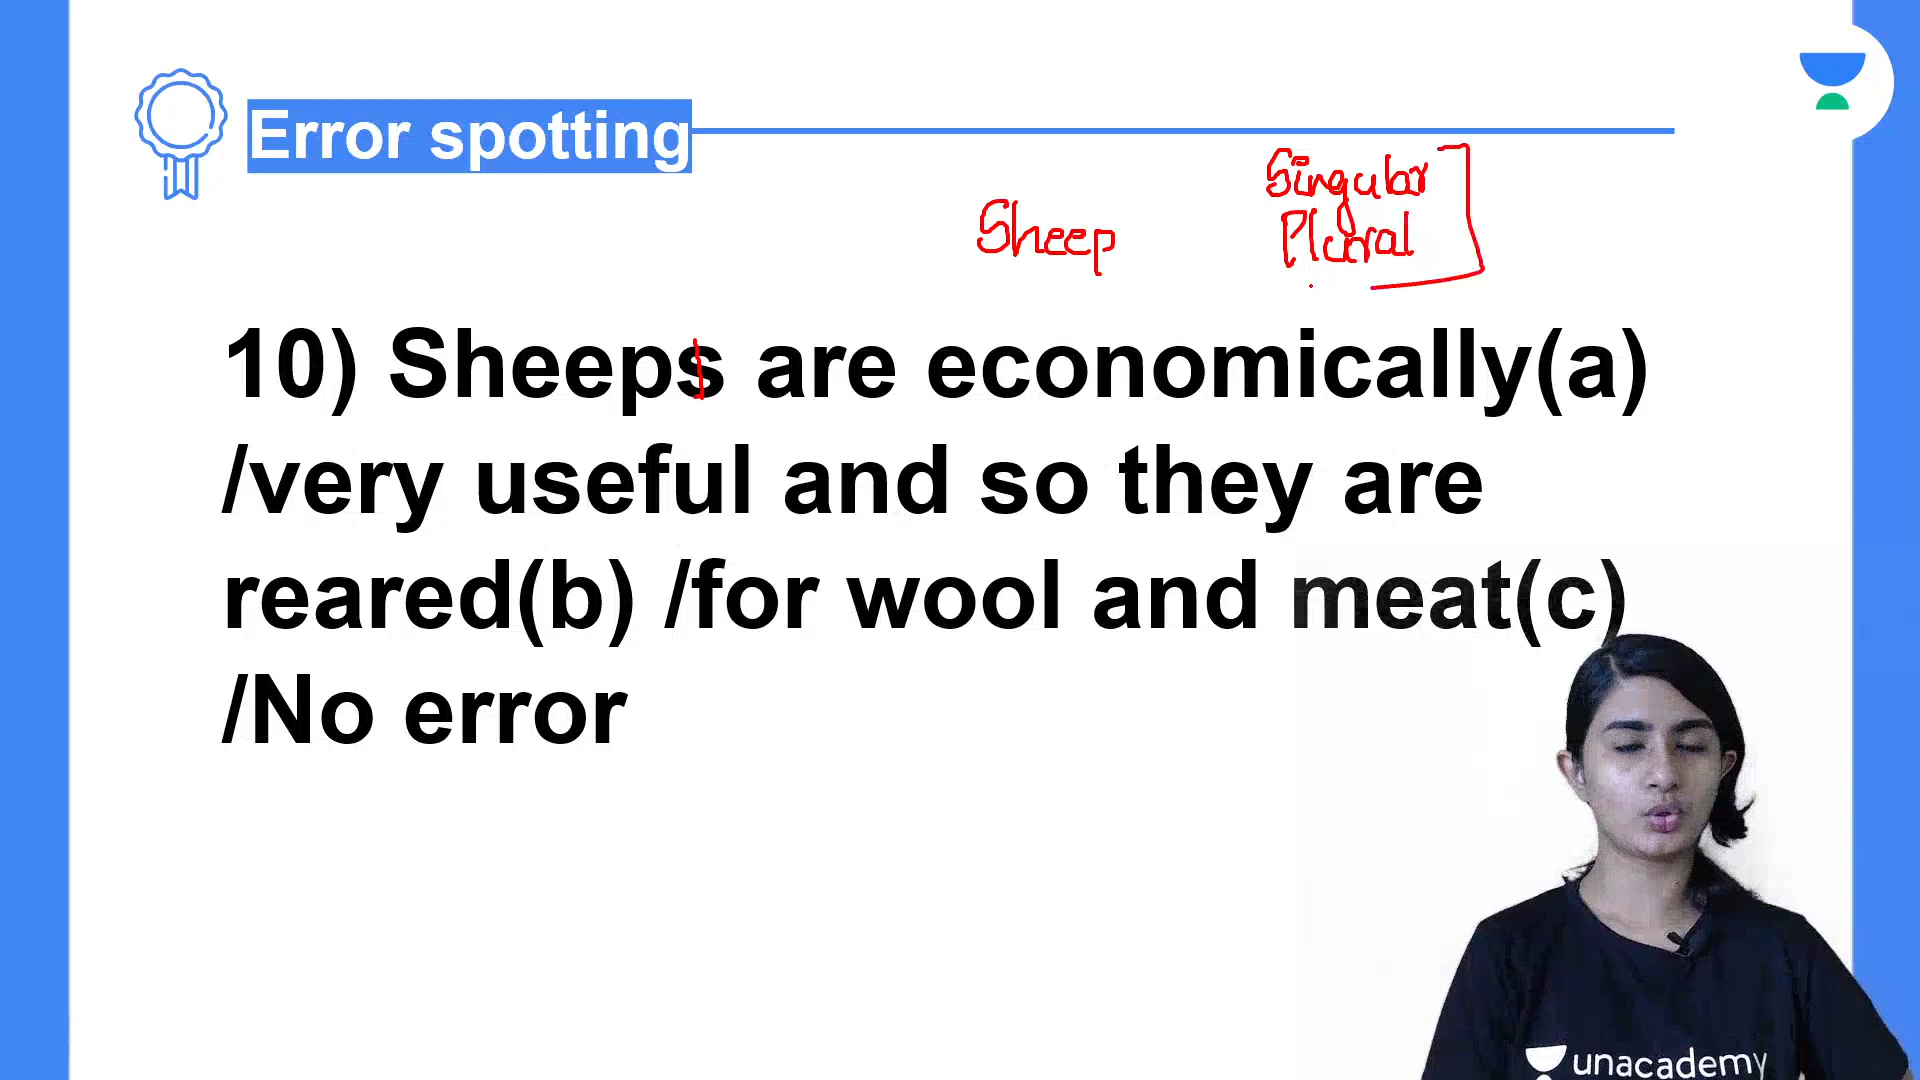 Error spotting
Singular
Sheep
Plural
10) Sheeps are economically(a)
/very useful and so they are
reared(b) /for wool and meat(c)
/No error
unacademy